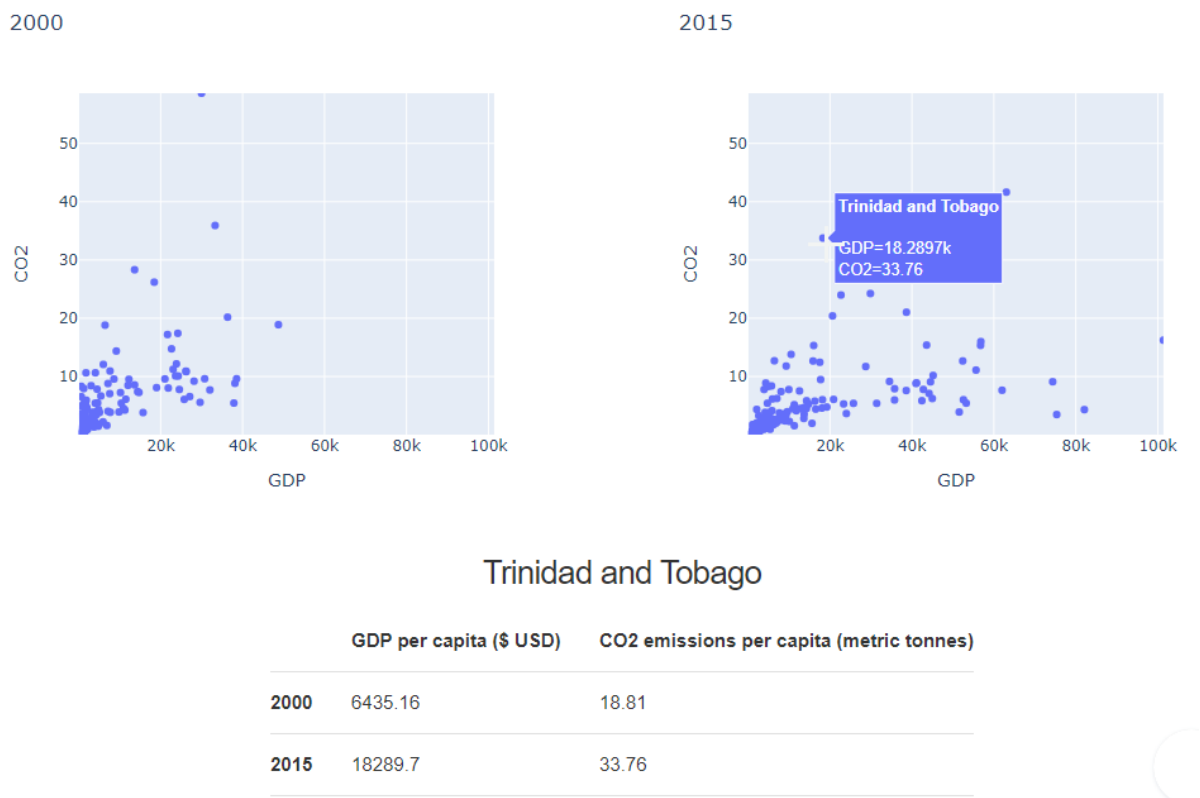 2000
2015
50
40
30
20
10
CO2
20k 40k 60k 80k 100k
GDP
50
40
30
20
10
CO2
Trinidad and Tobago
GDP=18.2897k
CO2=33.76
20k 40k 60k 80k 100k
GDP
Trinidad and Tobago
GDP per capita ($ USD) CO2 emissions per capita (metric tonnes)
2000 6435.16 18.81
2015 18289.7 33.76